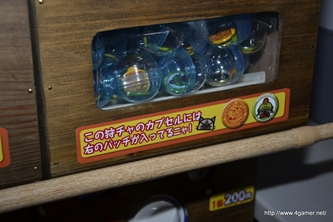 この狩チャのカプセルには
右のバッチが入ってるニャ！
1回200円
http://www.4gamer.net/